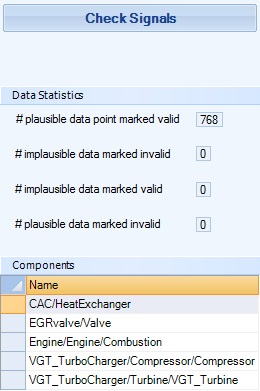 Check Signals
Data Statistics
# plausible data point marked valid 768
# implausible data marked invalid 0
# implausible data marked valid 0
# plausible data marked invalid 0
Components
Name
CAC/HeatExchanger
EGRvalve/Valve
Engine/Engine/Combustion
VGT_TurboCharger/Compressor/Compressor
VGT_TurboCharger/Turbine/VGT_Turbine